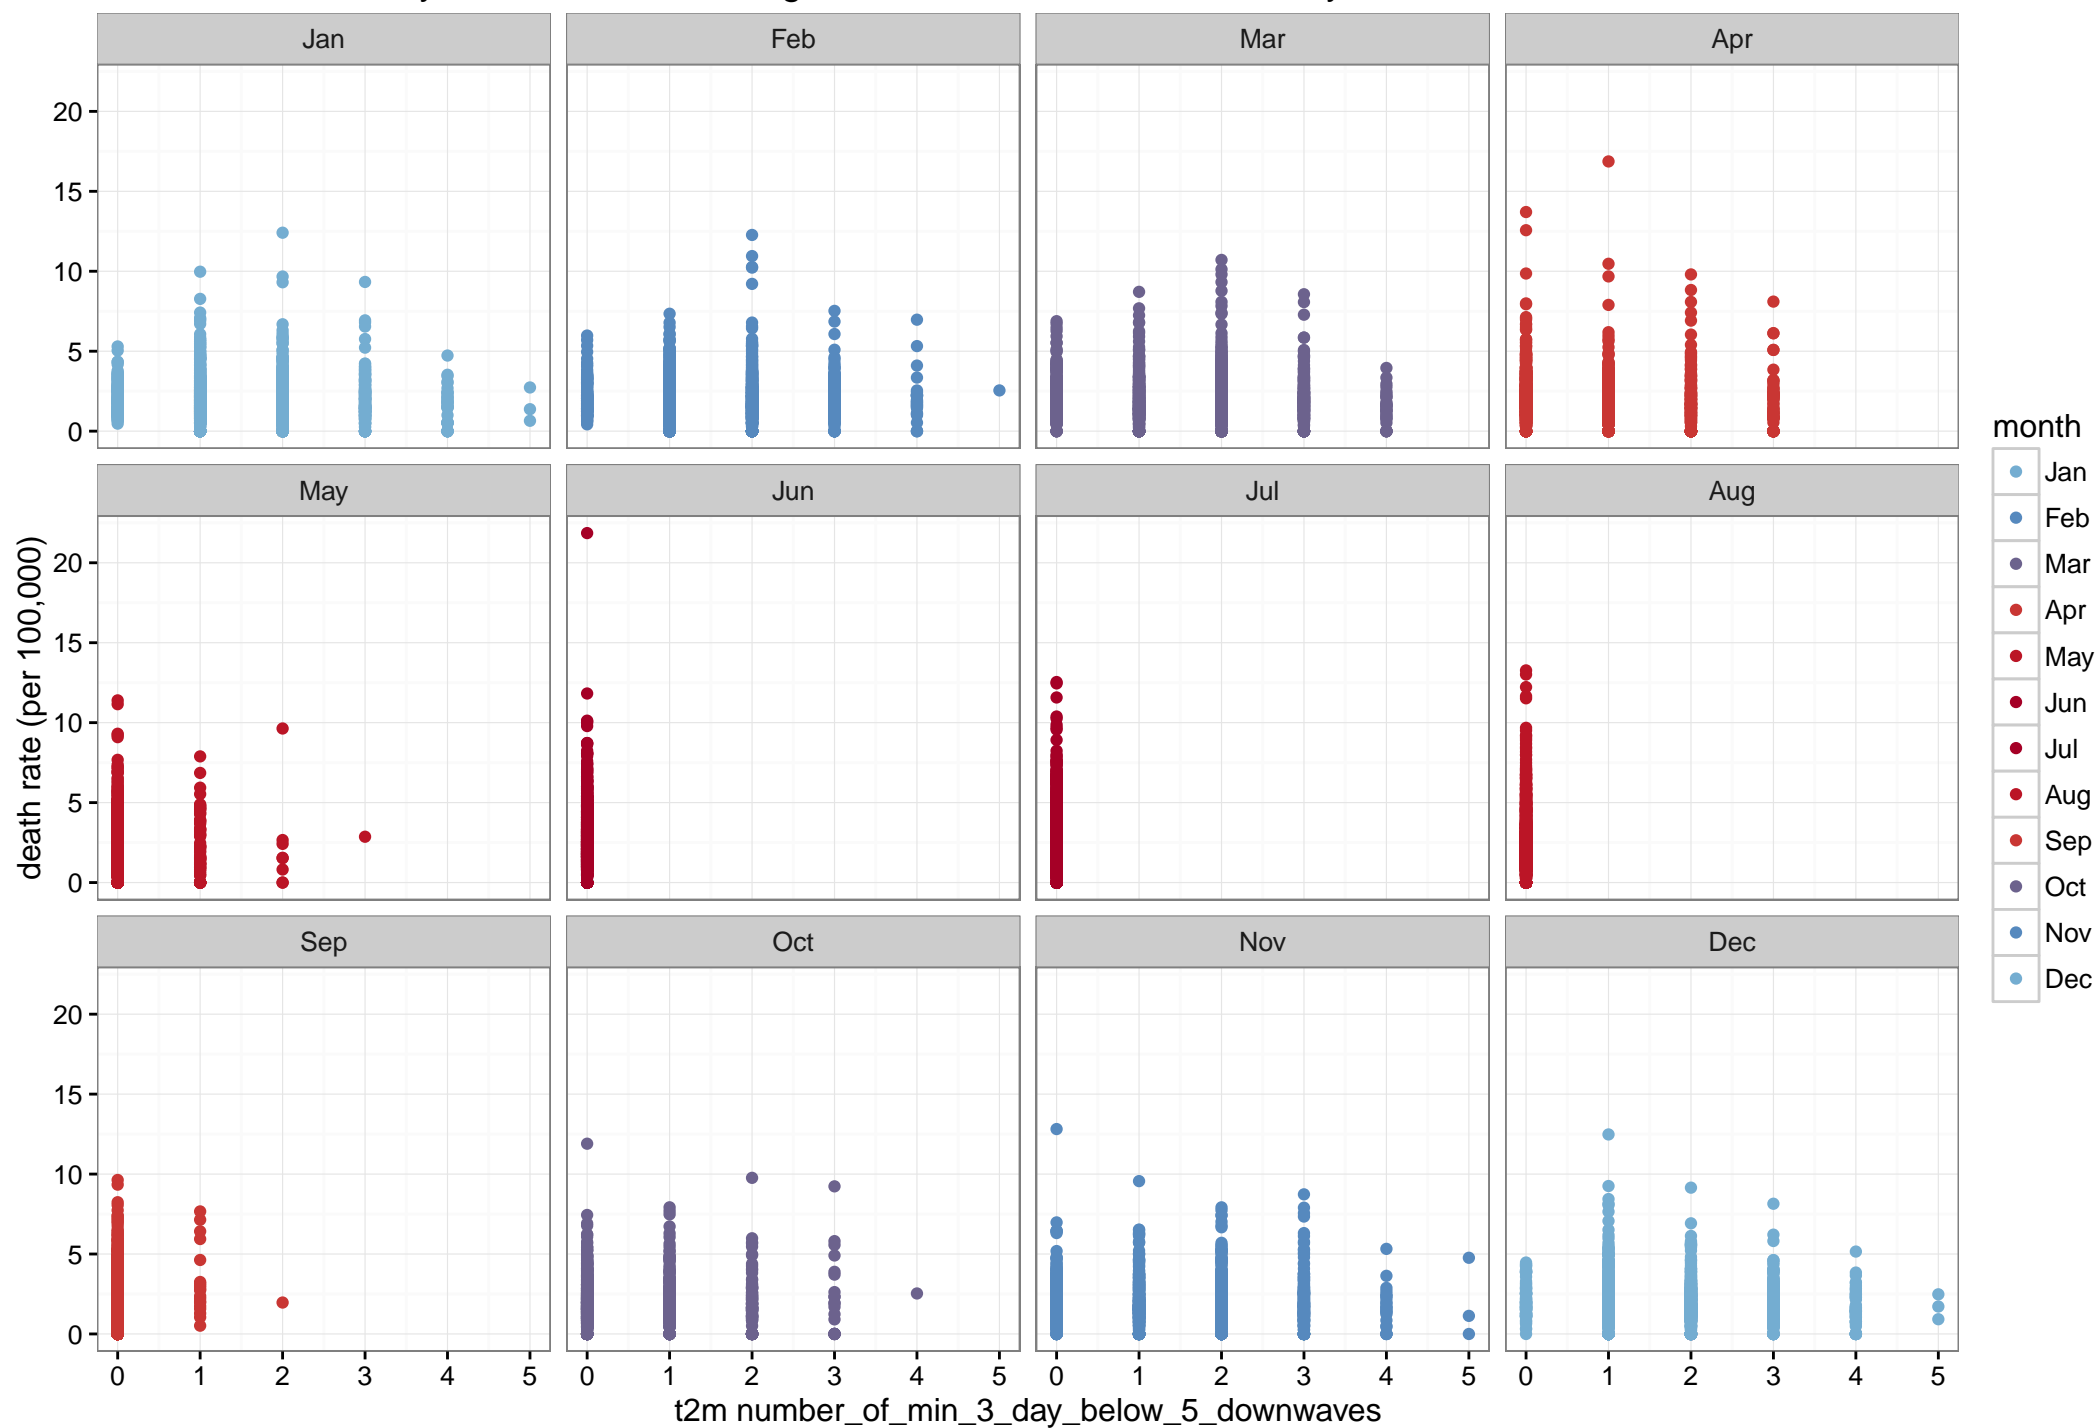 Jan Feb Mar Apr
20
15
10
5
0
May Jun Jul Aug
20
15
10
5
0
Sep Oct Nov Dec
20
15
10
5
0
0 1 2 3 4 5 0 1 2 3 4 5 0 1 2 3 4 5 0 1 2 3 4 5
t2m number_of_min_3_day_below_5_downwaves
death rate (per 100,000)
month
Jan
Feb
Mar
Apr
May
Jun
Jul
Aug
Sep
Oct
Nov
Dec